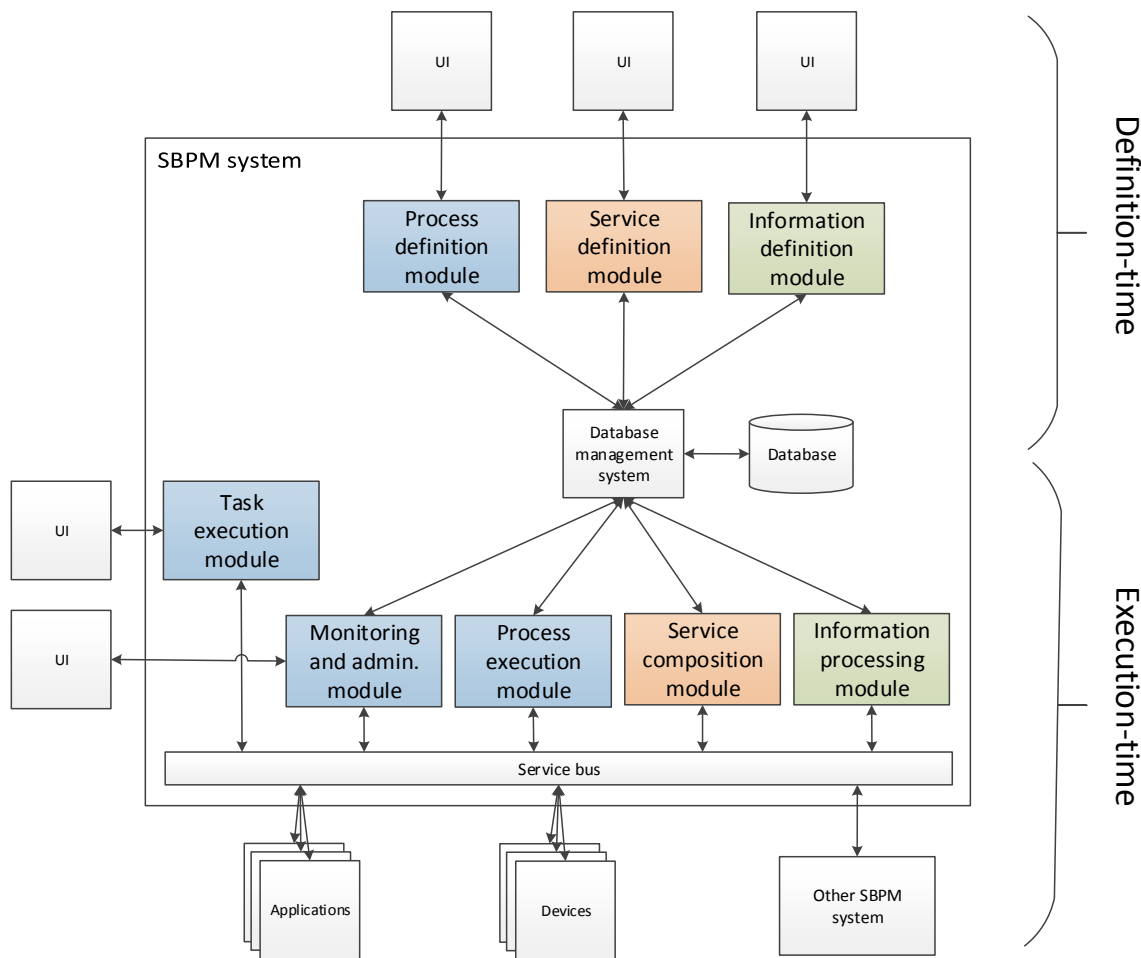 UI
UI
UI
SBPM system
Process
definition
module
Service
definition
module
Information
definition
module
Definition-time
Database
management
system
Database
UI
Task
execution
module
UI
Monitoring
and admin.
module
Process
execution
module
Service
composition
module
Information
processing
module
Execution-time
Service bus
Applications
Devices
Other SBPM
system